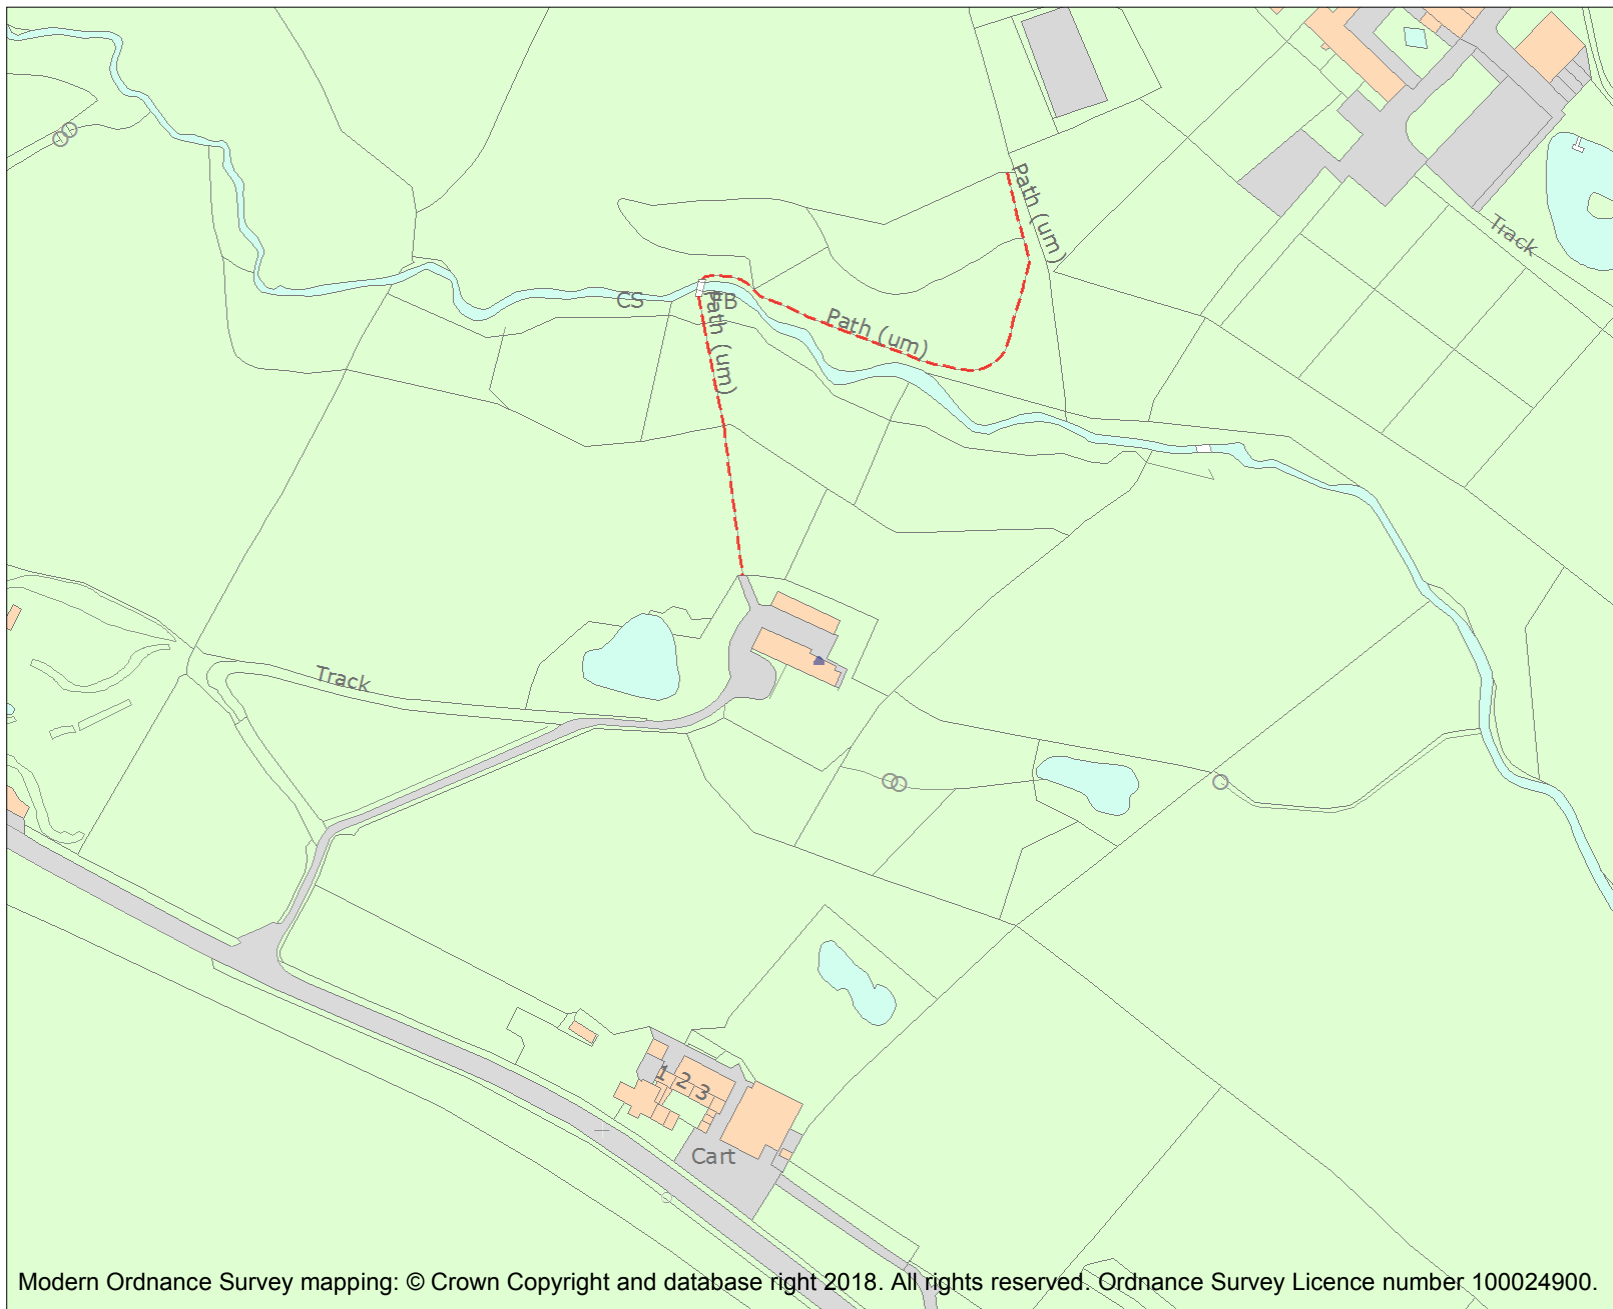 Path (um)
Track
CS
FB
Path (um)
Path (um)
Track
1 2 3
Cart
Modern Ordnance Survey mapping: © Crown Copyright and database right 2018. All rights reserved. Ordnance Survey Licence number 100024900.